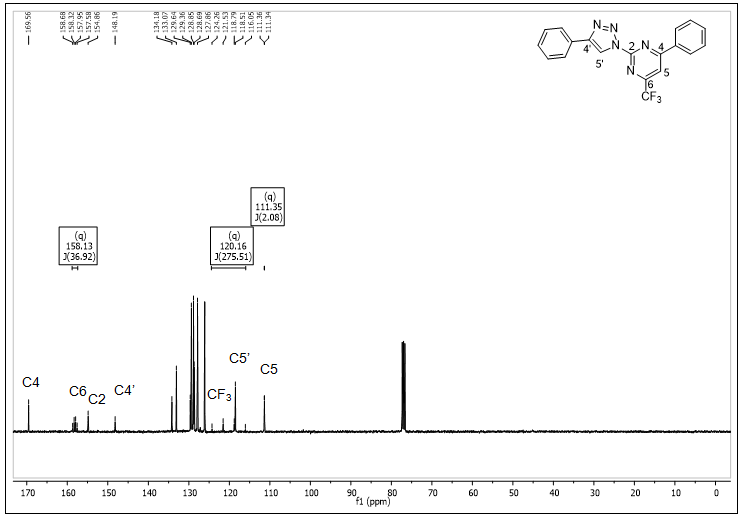 169.56
158.68
158.32
157.95
157.58
154.86
148.19
134.18
133.07
129.64
129.36
128.85
128.69
127.86
124.26
121.53
118.79
118.51
116.05
111.36
111.34
N
N
N
4'
5'
2
N
N
4
5
6
CF3
(q)
111.35
J(2.08)
(q)
158.13
J(36.92)
(q)
120.16
J(275.51)
C4
C6
C2
C4'
CF3
C5'
C5
170 160 150 140 130 120 110 100 90 80 70 60 50 40 30 20 10 0
f1 (ppm)